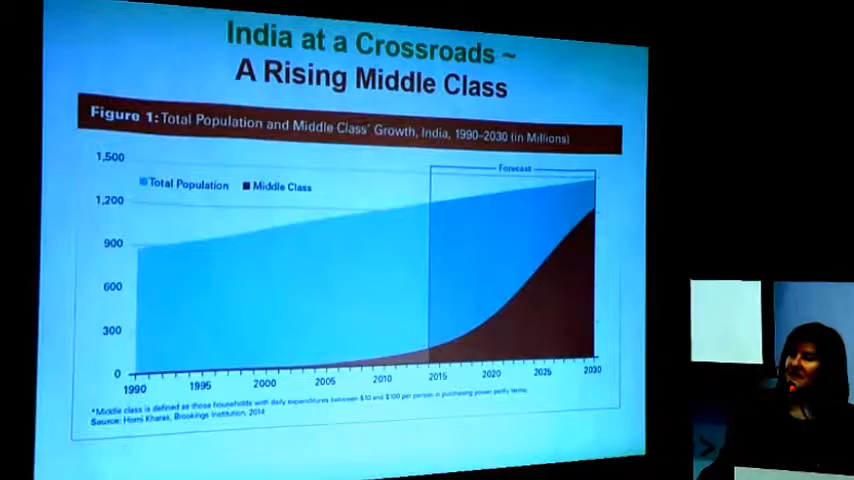 India at a Crossroads ~
A Rising Middle Class
Figure 1: Total Population and Middle Class* Growth, India, 1990–2030 (in Millions)
1,500
1,200
900
600
300
0
Total Population
Middle Class
Forecast
1990
1995
2000
2005
2010
2015
2020
2025
2030
*Middle class is defined as those households with daily expenditures between $10 and $100 per person in purchasing power parity terms.
Source: Homi Kharas, Brookings Institution, 2014